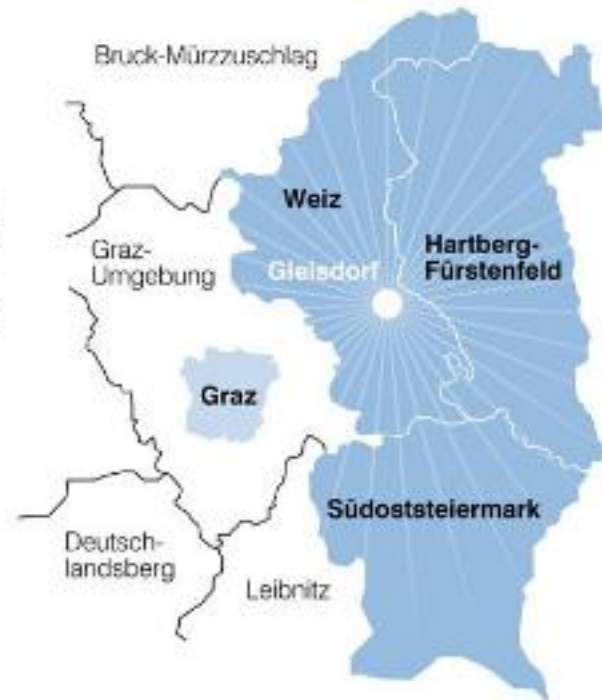 Bruck-Mürzzuschlag
Weiz
Hartberg-
Fürstenfeld
Graz-
Umgebung
Gleisdorf
Graz
Südoststeiermark
Deutsch-
landsberg
Leibnitz